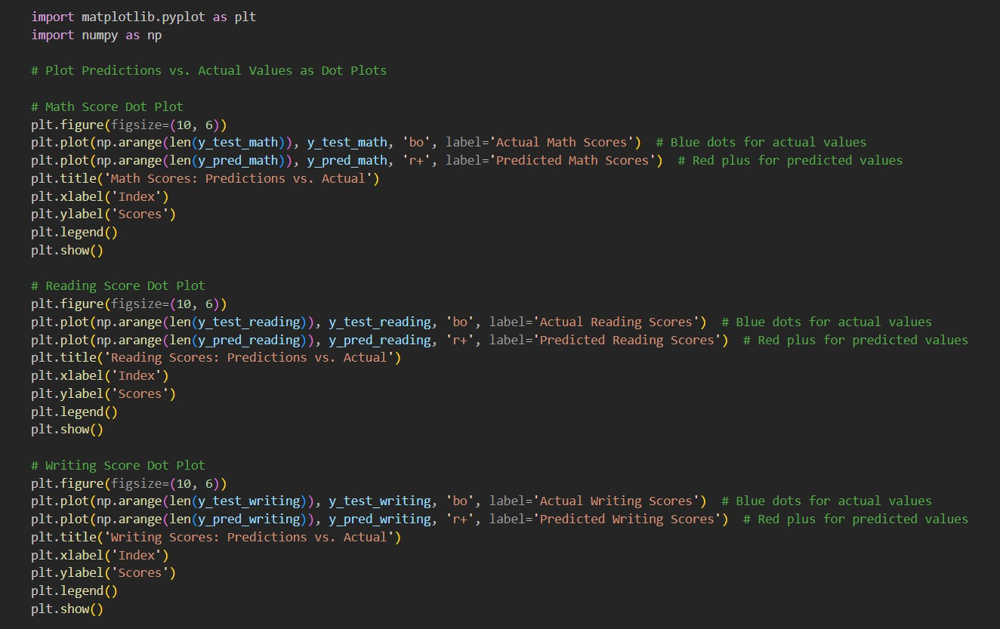 import matplotlib.pyplot as plt
import numpy as np
# Plot Predictions vs. Actual Values as Dot Plots
# Math Score Dot Plot
plt.figure(figsize=(10, 6))
plt.plot(np.arange(len(y_test_math)), y_test_math, 'bo', label='Actual Math Scores')  # Blue dots for actual values
plt.plot(np.arange(len(y_pred_math)), y_pred_math, 'r+', label='Predicted Math Scores')  # Red plus for predicted values
plt.title('Math Scores: Predictions vs. Actual')
plt.xlabel('Index')
plt.ylabel('Scores')
plt.legend()
plt.show()
# Reading Score Dot Plot
plt.figure(figsize=(10, 6))
plt.plot(np.arange(len(y_test_reading)), y_test_reading, 'bo', label='Actual Reading Scores')  # Blue dots for actual values
plt.plot(np.arange(len(y_pred_reading)), y_pred_reading, 'r+', label='Predicted Reading Scores')  # Red plus for predicted values
plt.title('Reading Scores: Predictions vs. Actual')
plt.xlabel('Index')
plt.ylabel('Scores')
plt.legend()
plt.show()
# Writing Score Dot Plot
plt.figure(figsize=(10, 6))
plt.plot(np.arange(len(y_test_writing)), y_test_writing, 'bo', label='Actual Writing Scores')  # Blue dots for actual values
plt.plot(np.arange(len(y_pred_writing)), y_pred_writing, 'r+', label='Predicted Writing Scores')  # Red plus for predicted values
plt.title('Writing Scores: Predictions vs. Actual')
plt.xlabel('Index')
plt.ylabel('Scores')
plt.legend()
plt.show()